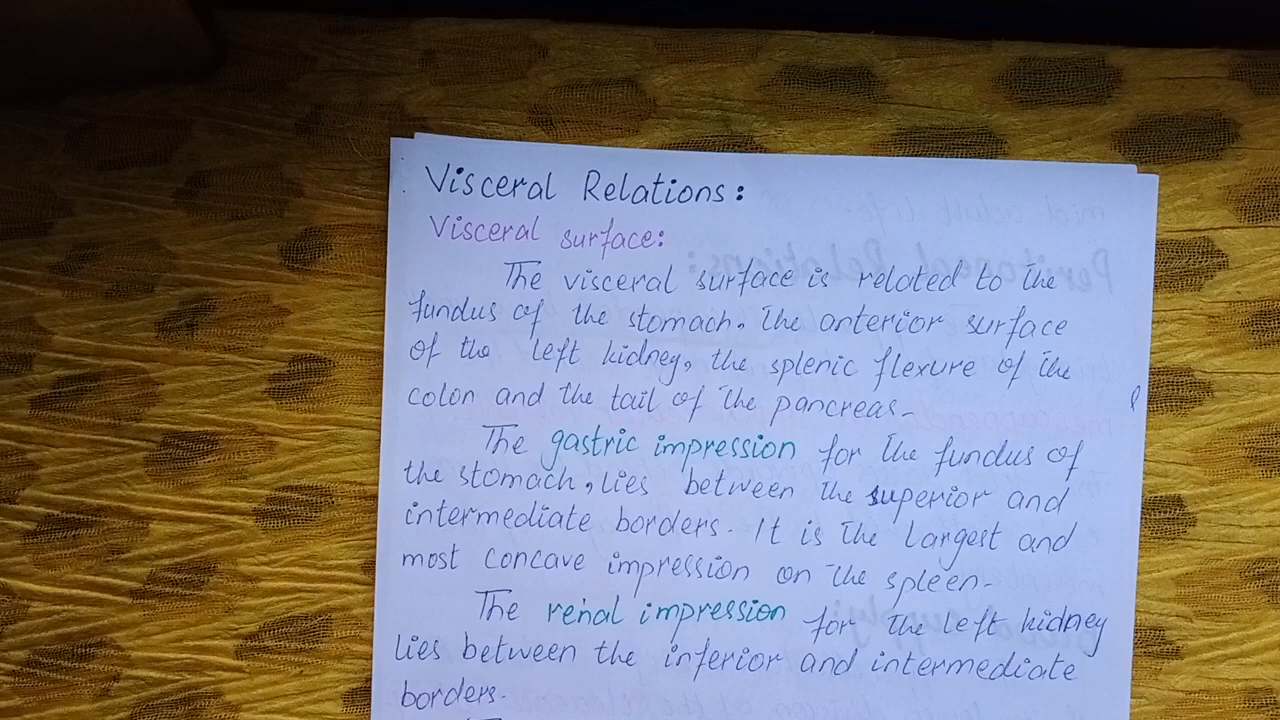 Visceral Relations:
Visceral surface:
The visceral surface is related to the
fundus of the stomach. The anterior surface
of the left kidney, the splenic flexure of the
colon and the tail of the pancreas.
The gastric impression for the fundus of
the stomach, lies between the superior and
intermediate borders. It is the largest and
most concave impression on the spleen.
The renal impression for the left kidney
lies between the inferior and intermediate
borders.